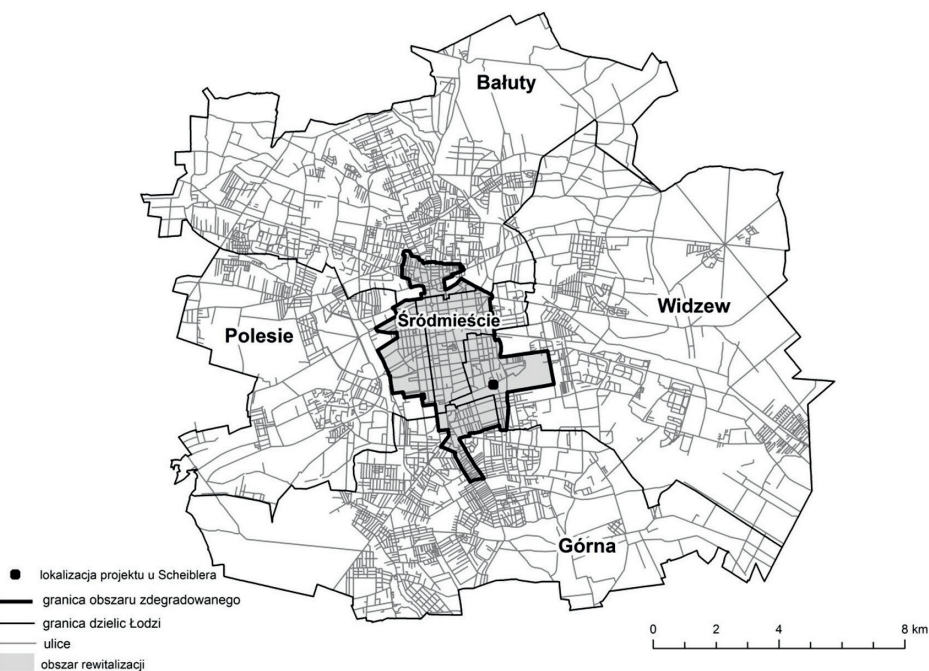 Bałuty
Widzew
Śródmieście
Polesie
Górna
lokalizacja projektu u Scheiblera
granica obszaru zdegradowanego
granica dzielic Łodzi
ulice
obszar rewitalizacji
0 2 4 8 km